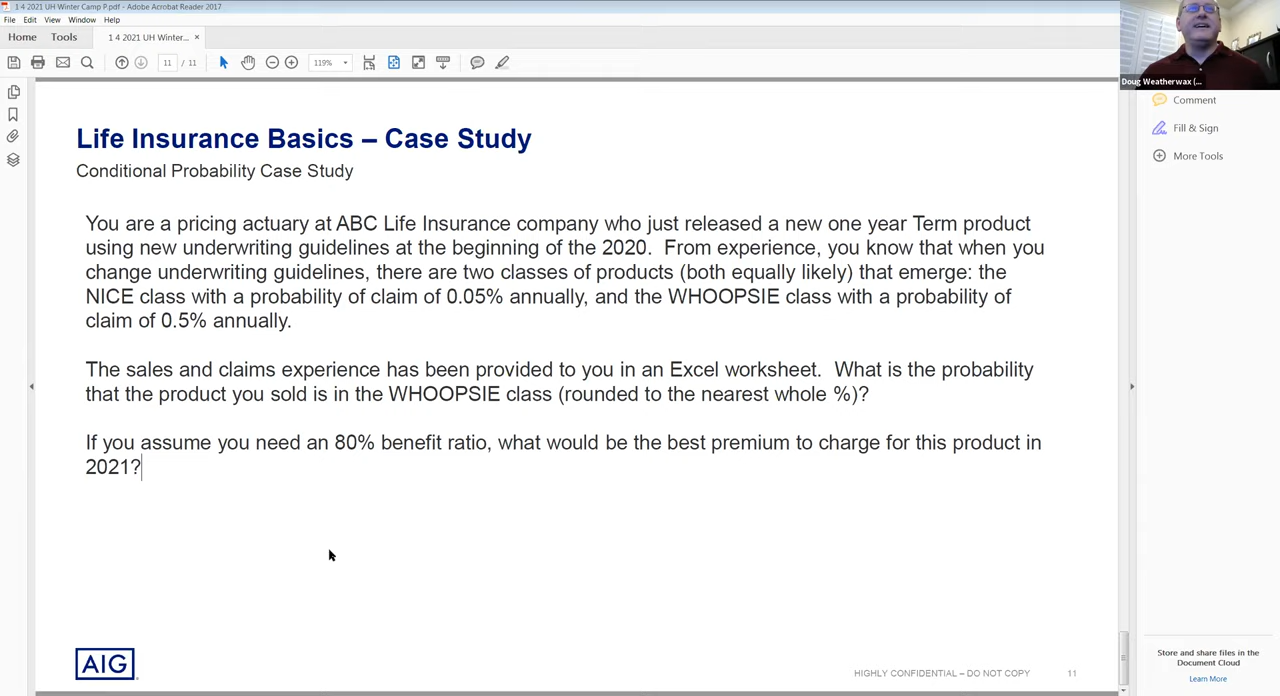 1 4 2021 UH Winter Camp P.pdf - Adobe Acrobat Reader 2017
File Edit View Window Help
Home Tools 1 4 2021 UH Winter... ×
11 / 11 119%
Doug Weatherwax (...
Comment
Fill & Sign
More Tools
Life Insurance Basics – Case Study
Conditional Probability Case Study
You are a pricing actuary at ABC Life Insurance company who just released a new one year Term product
using new underwriting guidelines at the beginning of the 2020. From experience, you know that when you
change underwriting guidelines, there are two classes of products (both equally likely) that emerge: the
NICE class with a probability of claim of 0.05% annually, and the WHOOPSIE class with a probability of
claim of 0.5% annually.
The sales and claims experience has been provided to you in an Excel worksheet. What is the probability
that the product you sold is in the WHOOPSIE class (rounded to the nearest whole %)?
If you assume you need an 80% benefit ratio, what would be the best premium to charge for this product in
2021?
AIG
HIGHLY CONFIDENTIAL – DO NOT COPY 11
Store and share files in the
Document Cloud
Learn More